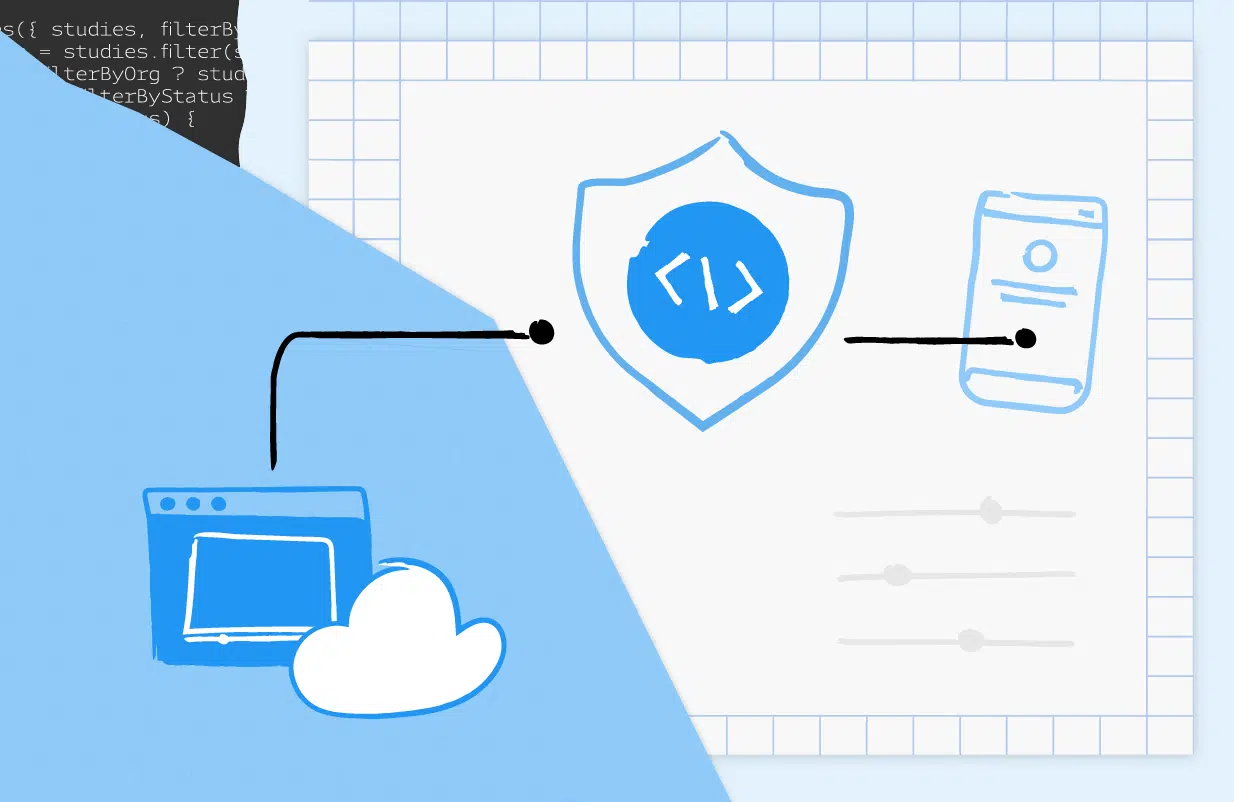 ({ studies, filterBy
= studies.filter(
lterByOrg ? stud
lterByStatus
) {
</>